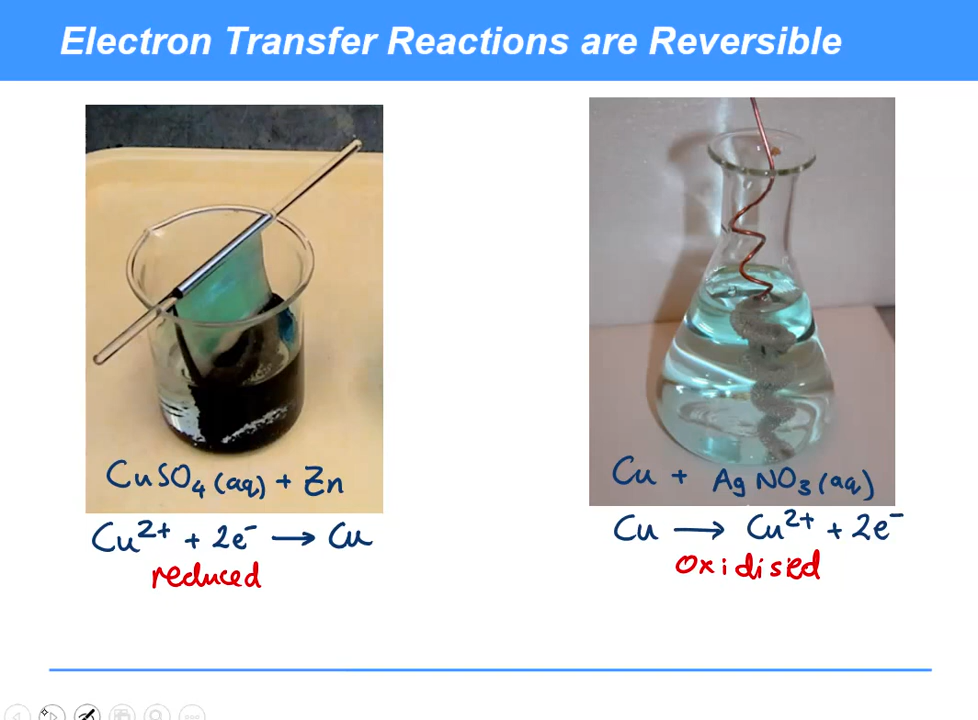 Electron Transfer Reactions are Reversible
CuSO₄ (aq) + Zn
Cu²⁺ + 2e⁻ → Cu
reduced
Cu + AgNO₃ (aq)
Cu → Cu²⁺ + 2e⁻
oxidised